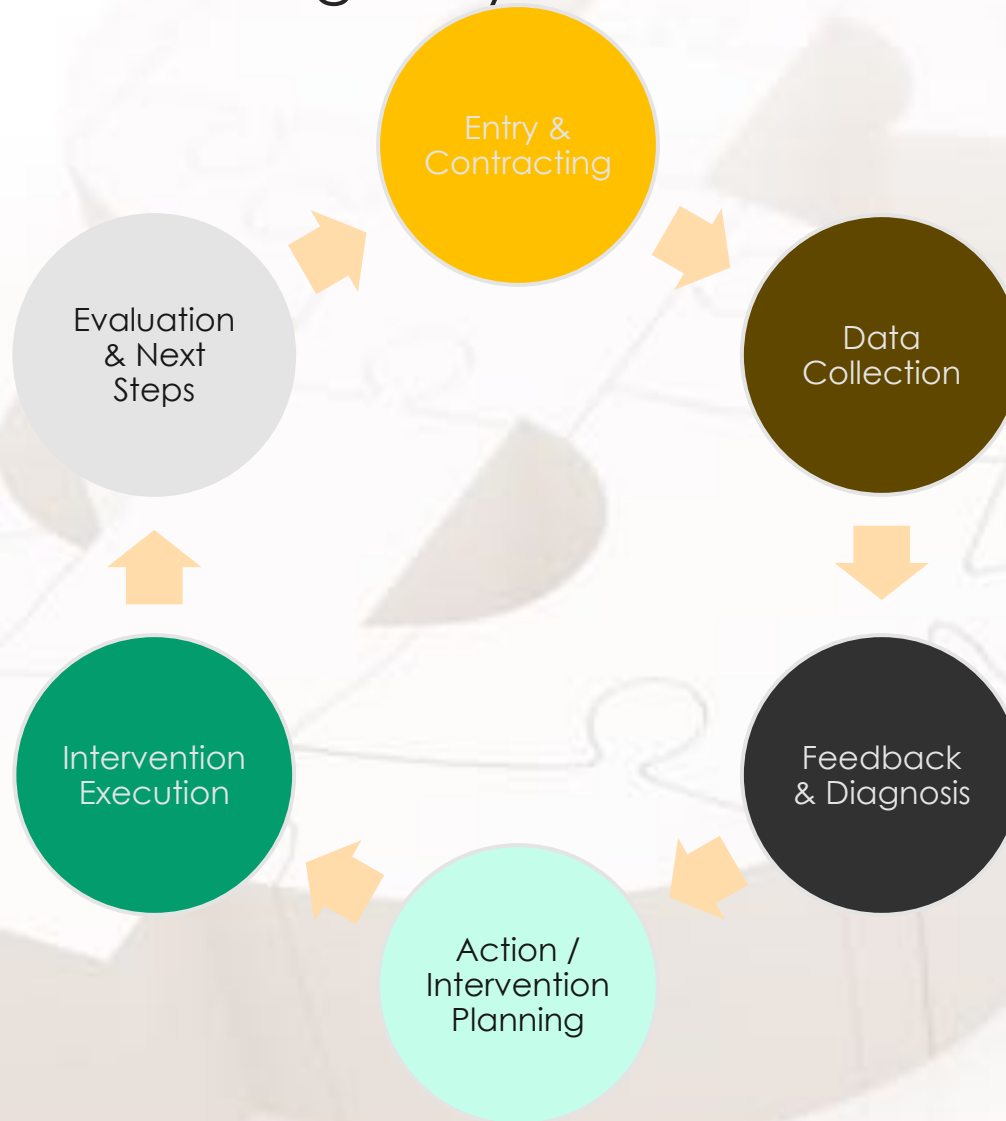 Entry &
Contracting
Data
Collection
Feedback
& Diagnosis
Action /
Intervention
Planning
Intervention
Execution
Evaluation
& Next
Steps